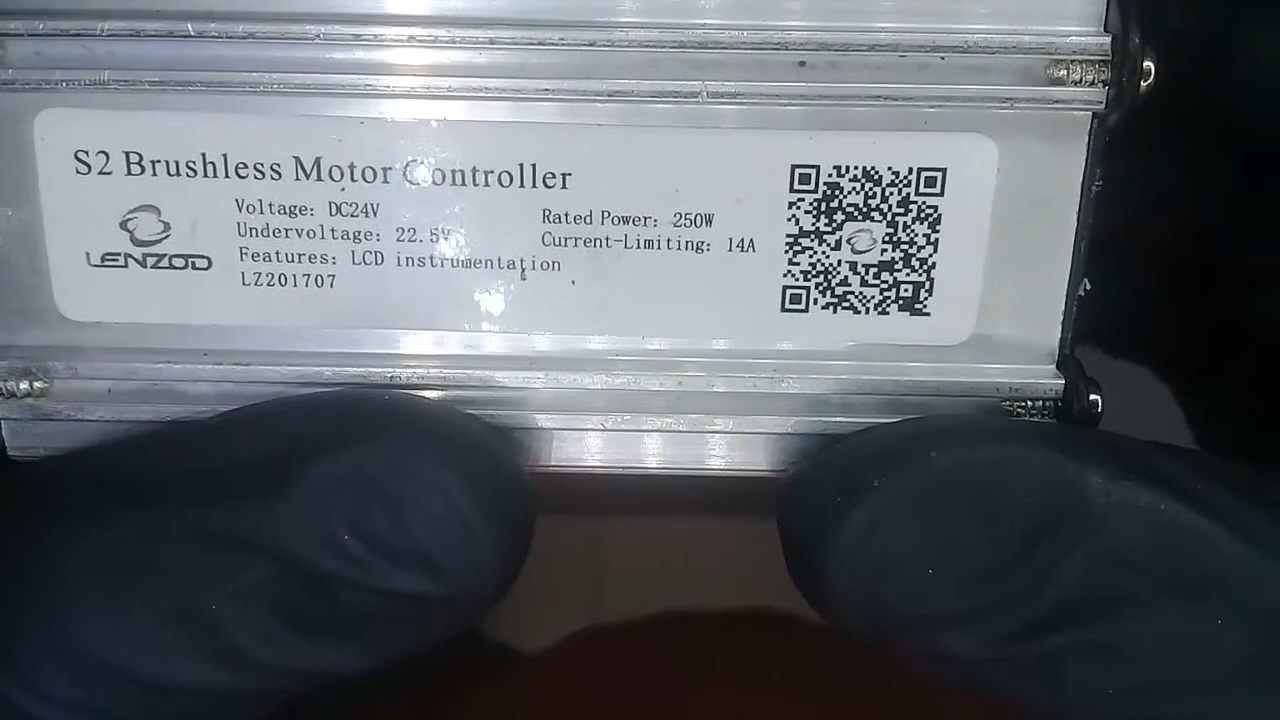 S2 Brushless Motor Controller
LENZOD
Voltage: DC24V
Undervoltage: 22.5V
Features: LCD instrumentation
LZ201707
Rated Power: 250W
Current-Limiting: 14A